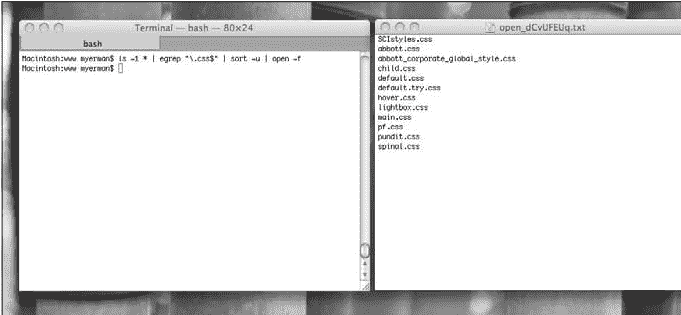 Terminal — bash — 80x24
bash
Macintosh:www myerman$ ls -1 * | egrep "\.css$" | sort -u | open -f
Macintosh:www myerman$
open_dCvUFEUq.txt
SCIstyles.css
abbott.css
abbott_corporate_global_style.css
child.css
default.css
default.try.css
hover.css
lightbox.css
main.css
pf.css
pundit.css
spinal.css